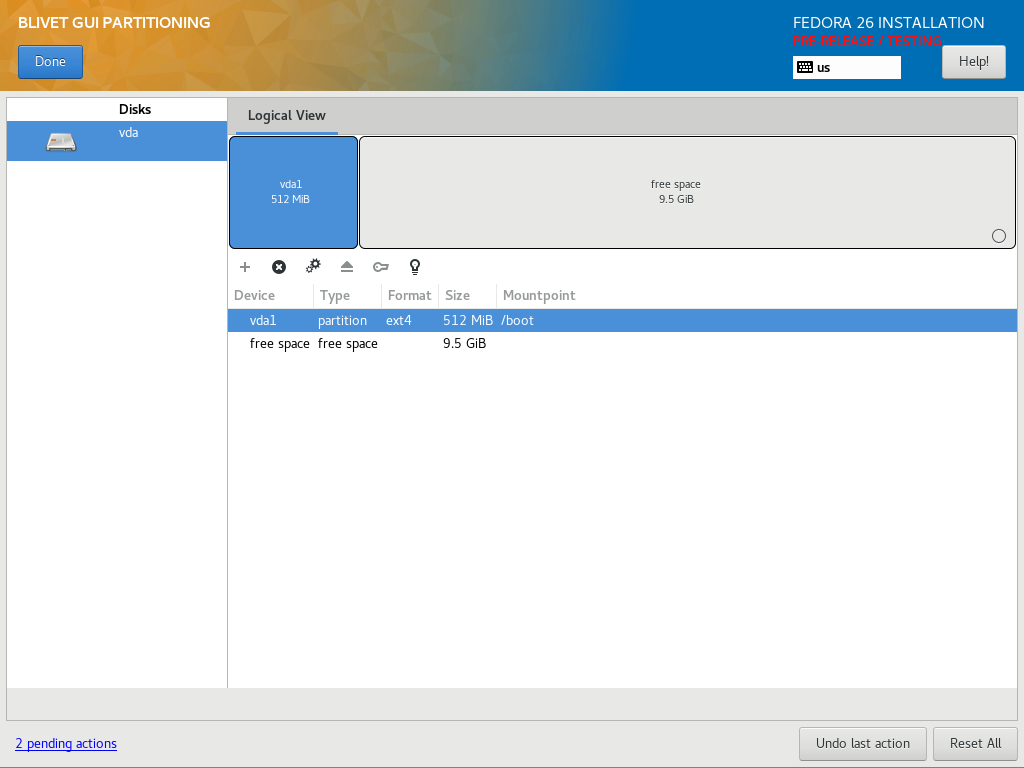 BLIVET GUI PARTITIONING
FEDORA 26 INSTALLATION
PRE-RELEASE / TESTING
Done
us
Help!
Disks
vda
Logical View
vda1
512 MiB
free space
9.5 GiB
Device Type Format Size Mountpoint
vda1 partition ext4 512 MiB /boot
free space free space 9.5 GiB
2 pending actions
Undo last action
Reset All